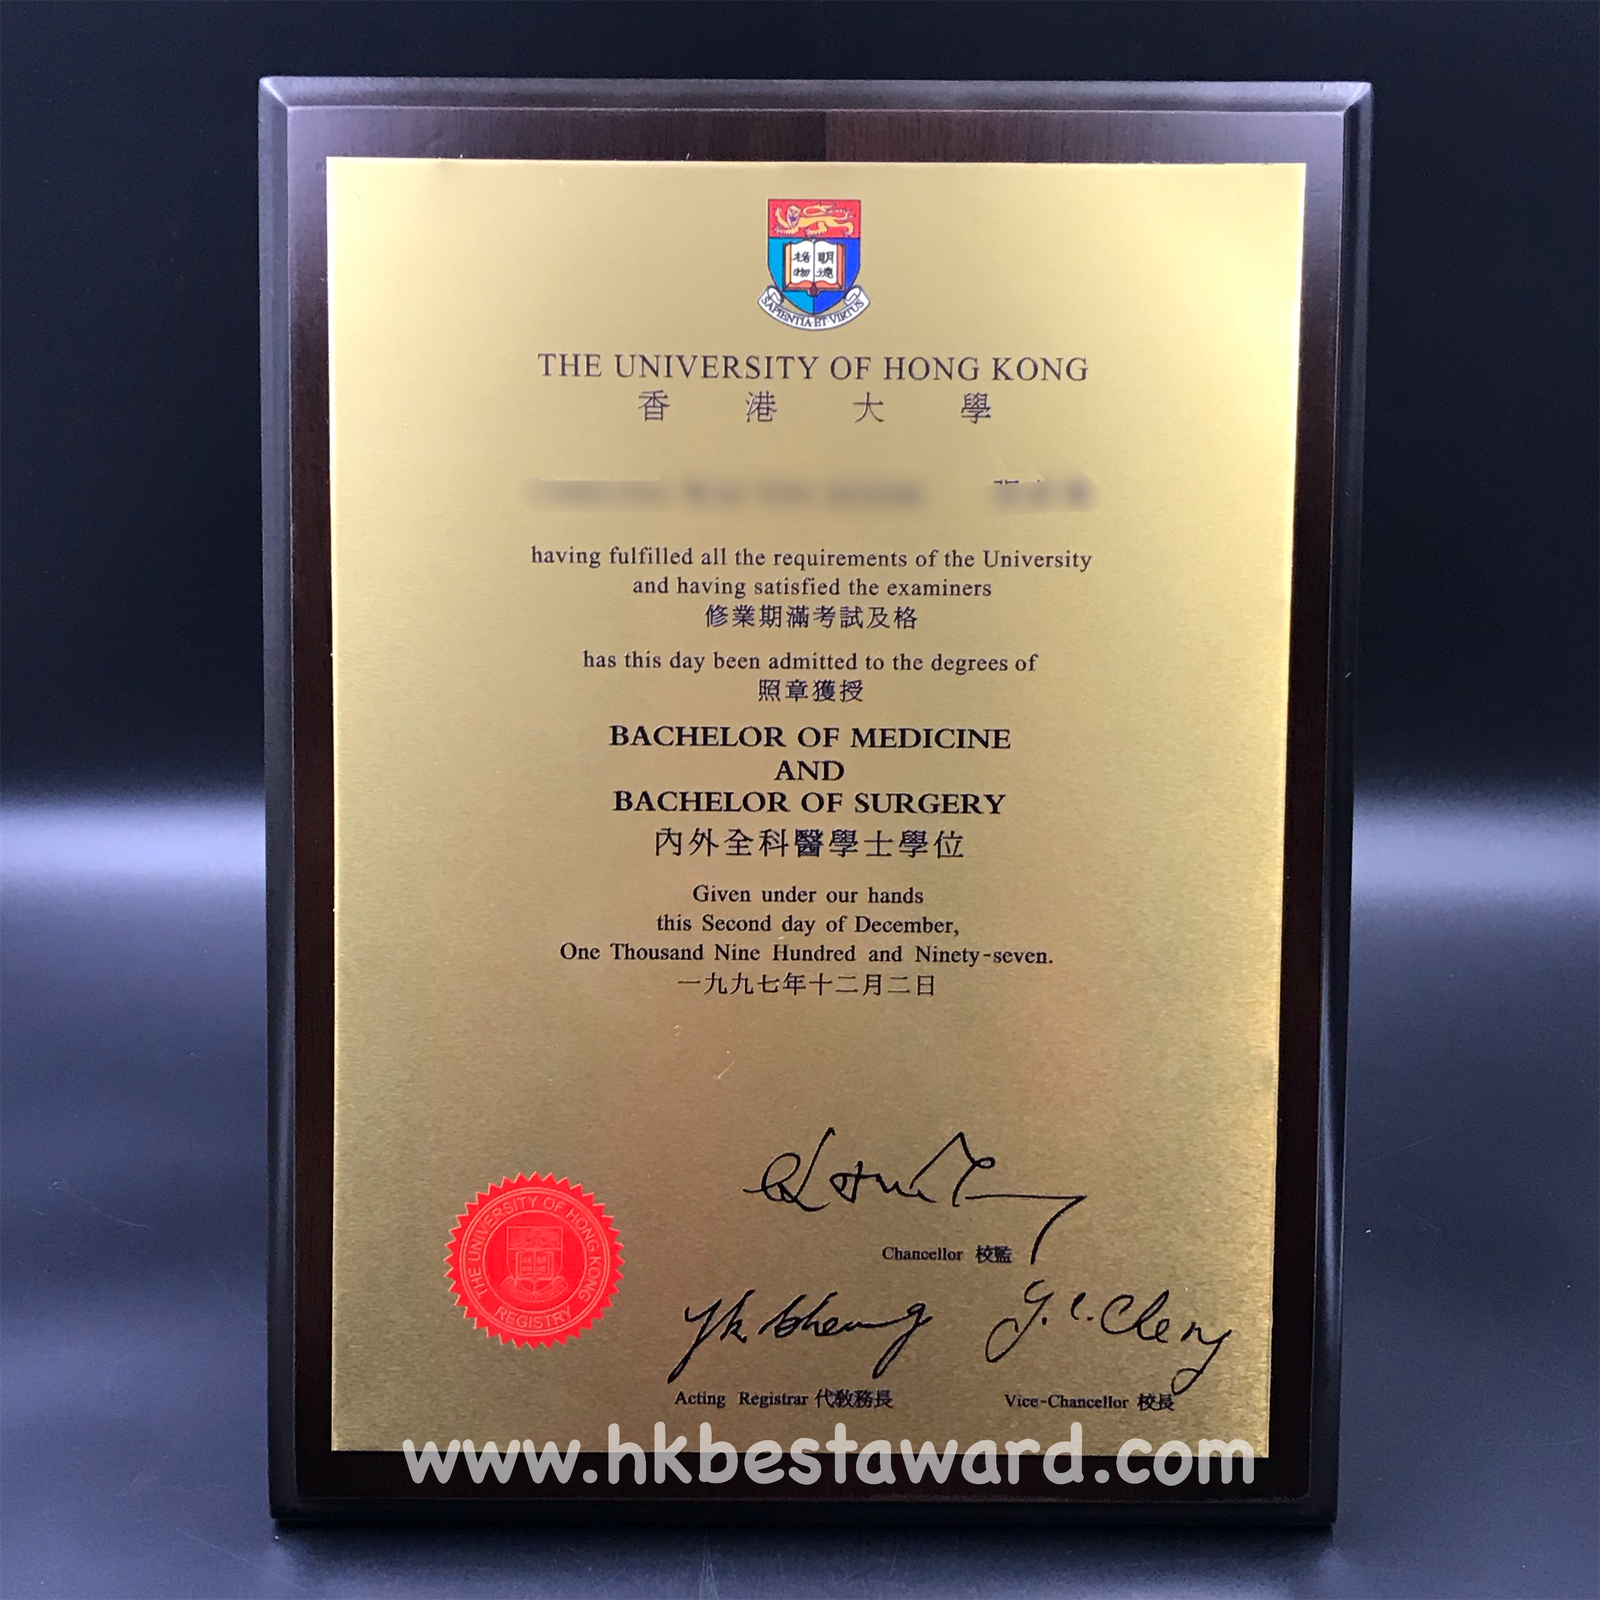 格物 明德
SAPIENTIA ET VIRTUS
THE UNIVERSITY OF HONG KONG
香港大學
having fulfilled all the requirements of the University
and having satisfied the examiners
修業期滿考試及格
has this day been admitted to the degrees of
照章獲授
BACHELOR OF MEDICINE
AND
BACHELOR OF SURGERY
內外全科醫學士學位
Given under our hands
this Second day of December,
One Thousand Nine Hundred and Ninety-seven.
一九九七年十二月二日
THE UNIVERSITY OF HONG KONG
REGISTRY
Chancellor 校監
Y.C. Cheng
Acting Registrar 代教務長
Vice-Chancellor 校長
www.hkbestaward.com